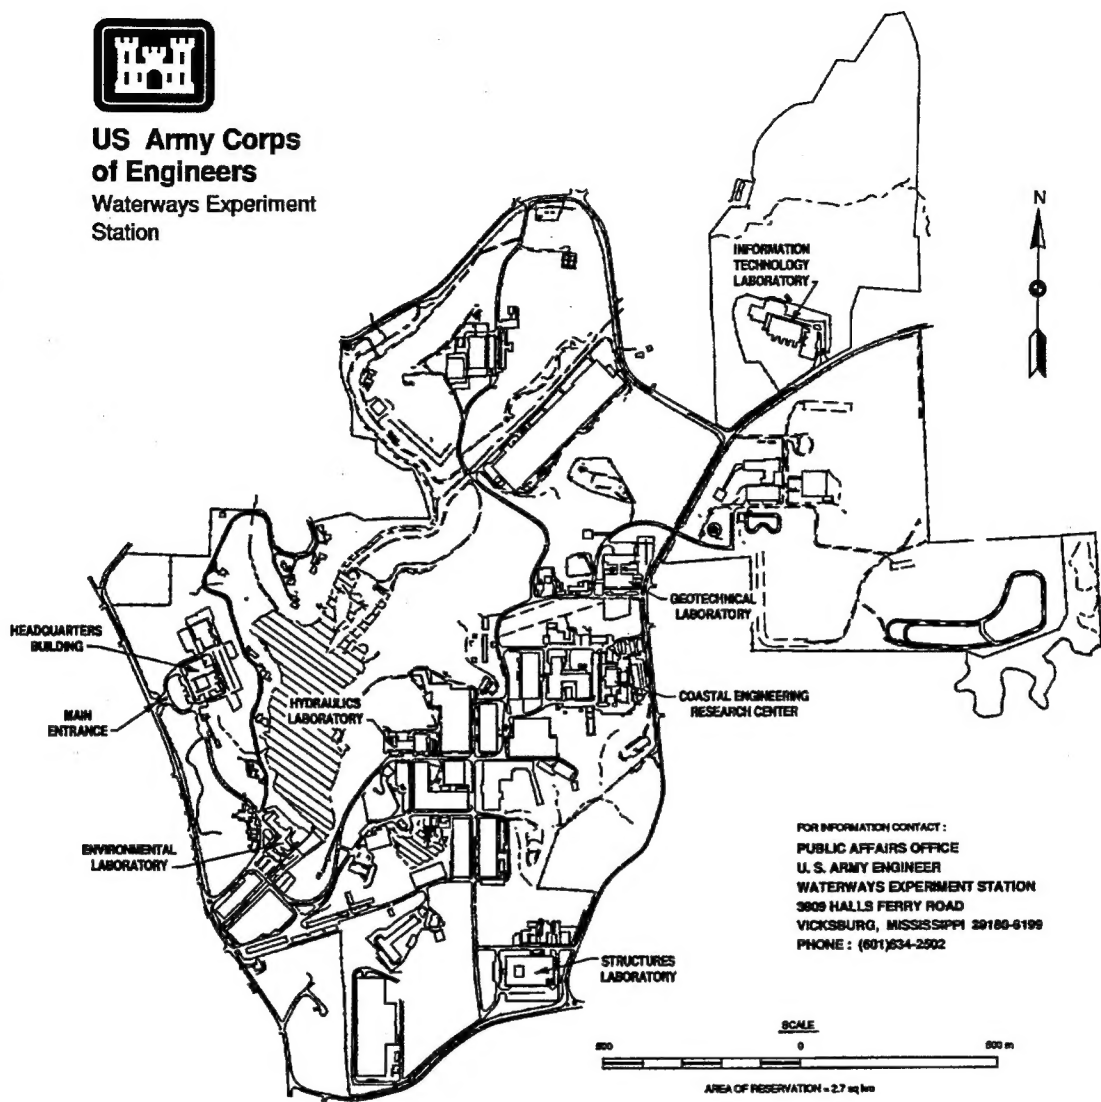 US Army Corps
of Engineers
Waterways Experiment
Station
N
INFORMATION
TECHNOLOGY
LABORATORY
GEOTECHNICAL
LABORATORY
HEADQUARTERS
BUILDING
MAIN
ENTRANCE
HYDRAULICS
LABORATORY
COASTAL ENGINEERING
RESEARCH CENTER
ENVIRONMENTAL
LABORATORY
STRUCTURES
LABORATORY
FOR INFORMATION CONTACT :
PUBLIC AFFAIRS OFFICE
U. S. ARMY ENGINEER
WATERWAYS EXPERIMENT STATION
3909 HALLS FERRY ROAD
VICKSBURG, MISSISSIPPI 39180-6199
PHONE : (601)634-2502
SCALE
500 0 500 m
AREA OF RESERVATION = 2.7 sq km